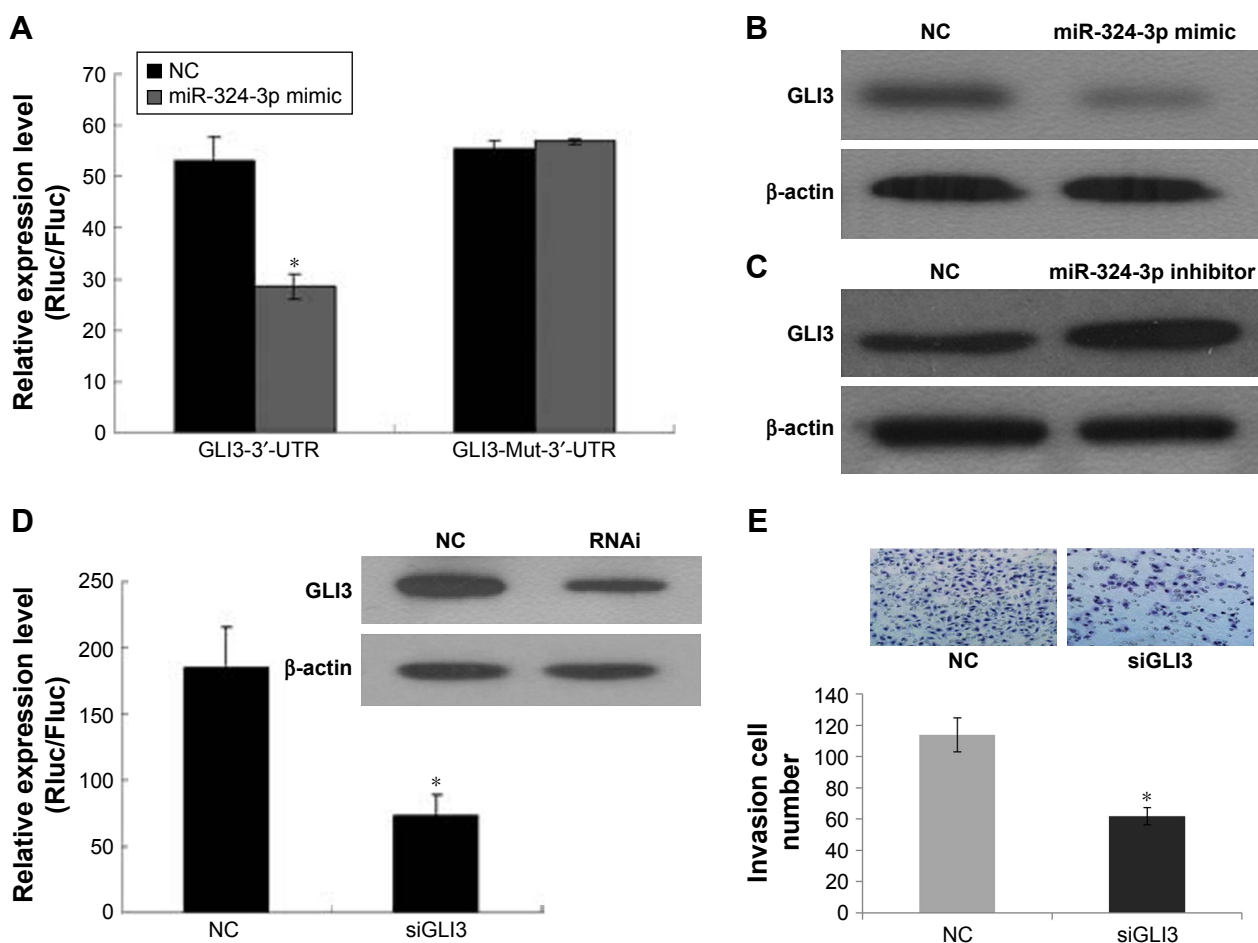 A
NC
miR-324-3p mimic
Relative expression level
(Rluc/Fluc)
70
60
50
40
30
20
10
0
*
GLI3-3′-UTR
GLI3-Mut-3′-UTR
B
NC
miR-324-3p mimic
GLI3
β-actin
C
NC
miR-324-3p inhibitor
GLI3
β-actin
D
Relative expression level
(Rluc/Fluc)
250
200
150
100
50
0
*
NC
siGLI3
NC
RNAi
GLI3
β-actin
E
NC
siGLI3
Invasion cell
number
140
120
100
80
60
40
20
0
*
NC
siGLI3